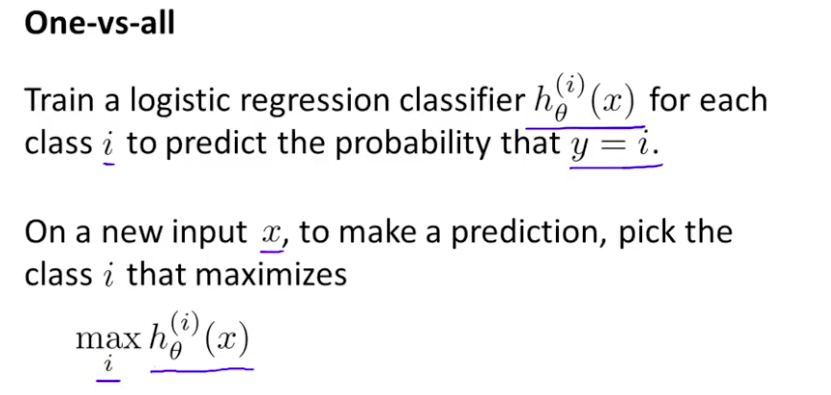 One-vs-all
Train a logistic regression classifier $h_\theta^{(i)}(x)$ for each
class $i$ to predict the probability that $y = i$.
On a new input $x$, to make a prediction, pick the
class $i$ that maximizes
$\max_i h_\theta^{(i)}(x)$